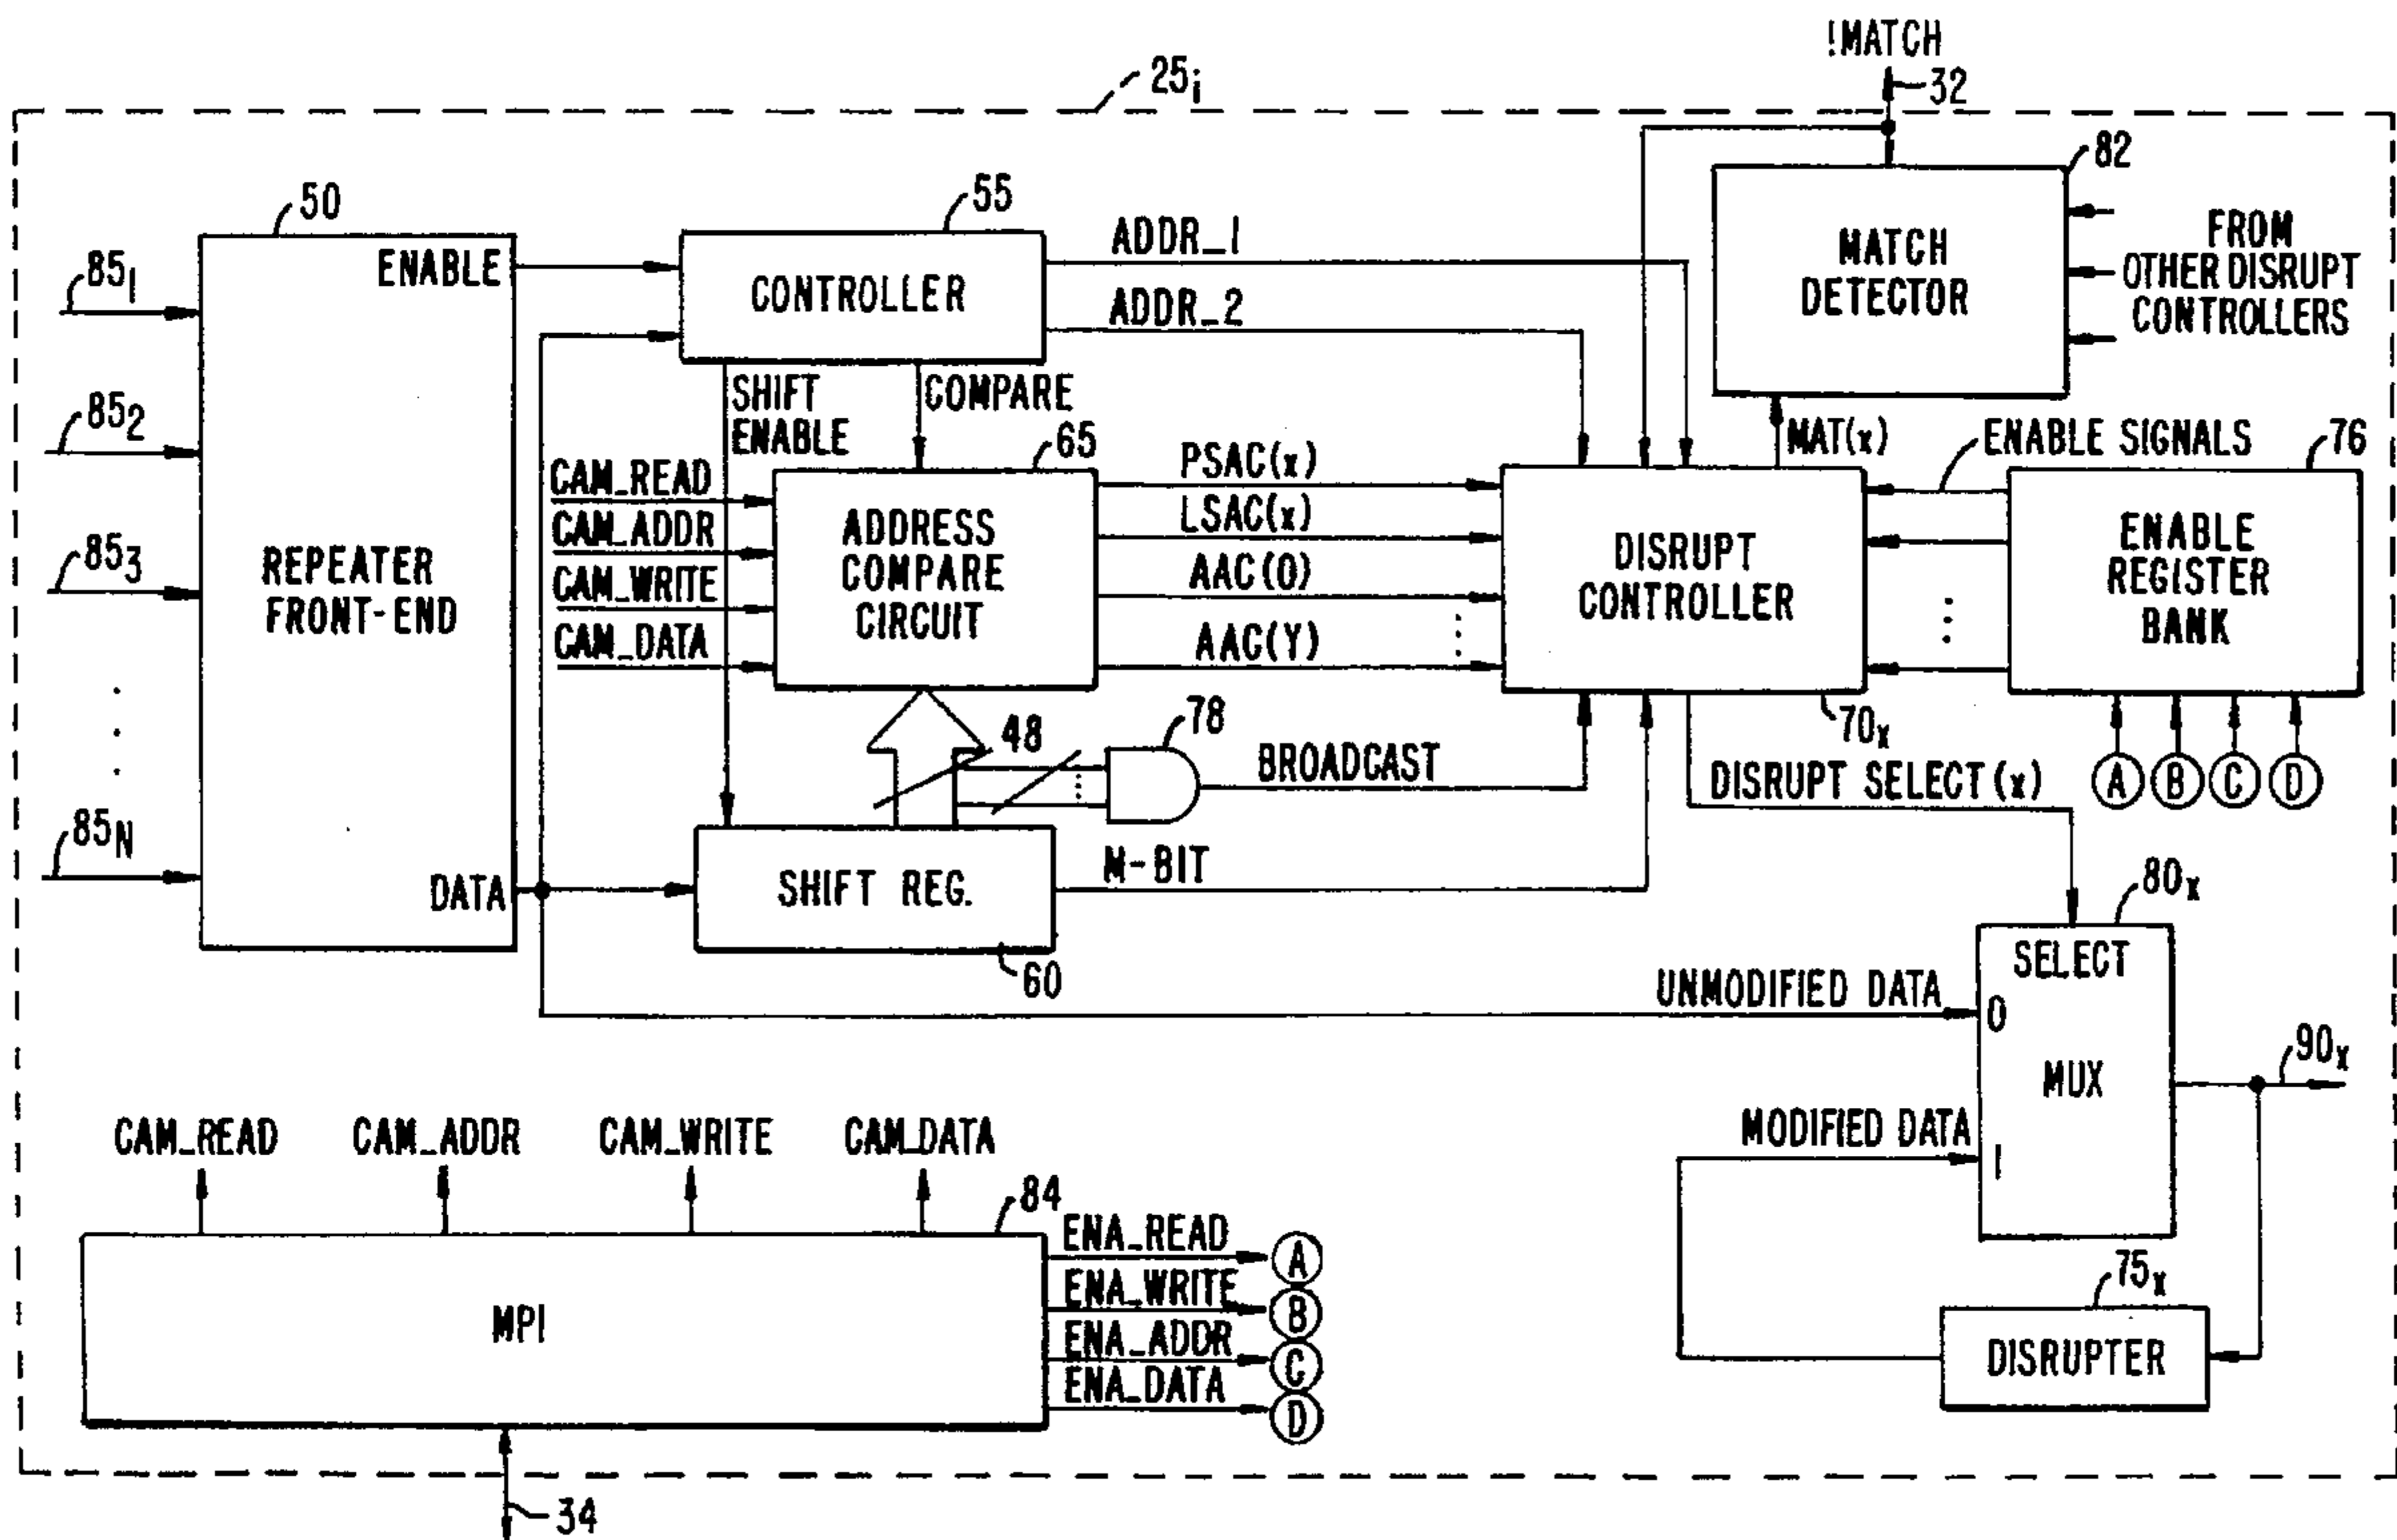 !MATCH
32
25i
82
50
55
ENABLE
CONTROLLER
ADDR_1
ADDR_2
MATCH
DETECTOR
FROM
OTHER DISRUPT
CONTROLLERS
851
852
853
85N
REPEATER
FRONT-END
DATA
SHIFT
ENABLE
COMPARE
65
CAM_READ
CAM_ADDR
CAM_WRITE
CAM_DATA
ADDRESS
COMPARE
CIRCUIT
PSAC(x)
LSAC(x)
AAC(0)
AAC(Y)
DISRUPT
CONTROLLER
70x
MAT(x)
ENABLE SIGNALS
76
ENABLE
REGISTER
BANK
A
B
C
D
48
78
BROADCAST
DISRUPT SELECT(x)
SHIFT REG.
60
M-BIT
80x
SELECT
UNMODIFIED DATA
0
MUX
90x
MODIFIED DATA
1
75x
DISRUPTER
CAM_READ
CAM_ADDR
CAM_WRITE
CAM_DATA
84
MPI
ENA_READ
A
ENA_WRITE
B
ENA_ADDR
C
ENA_DATA
D
34